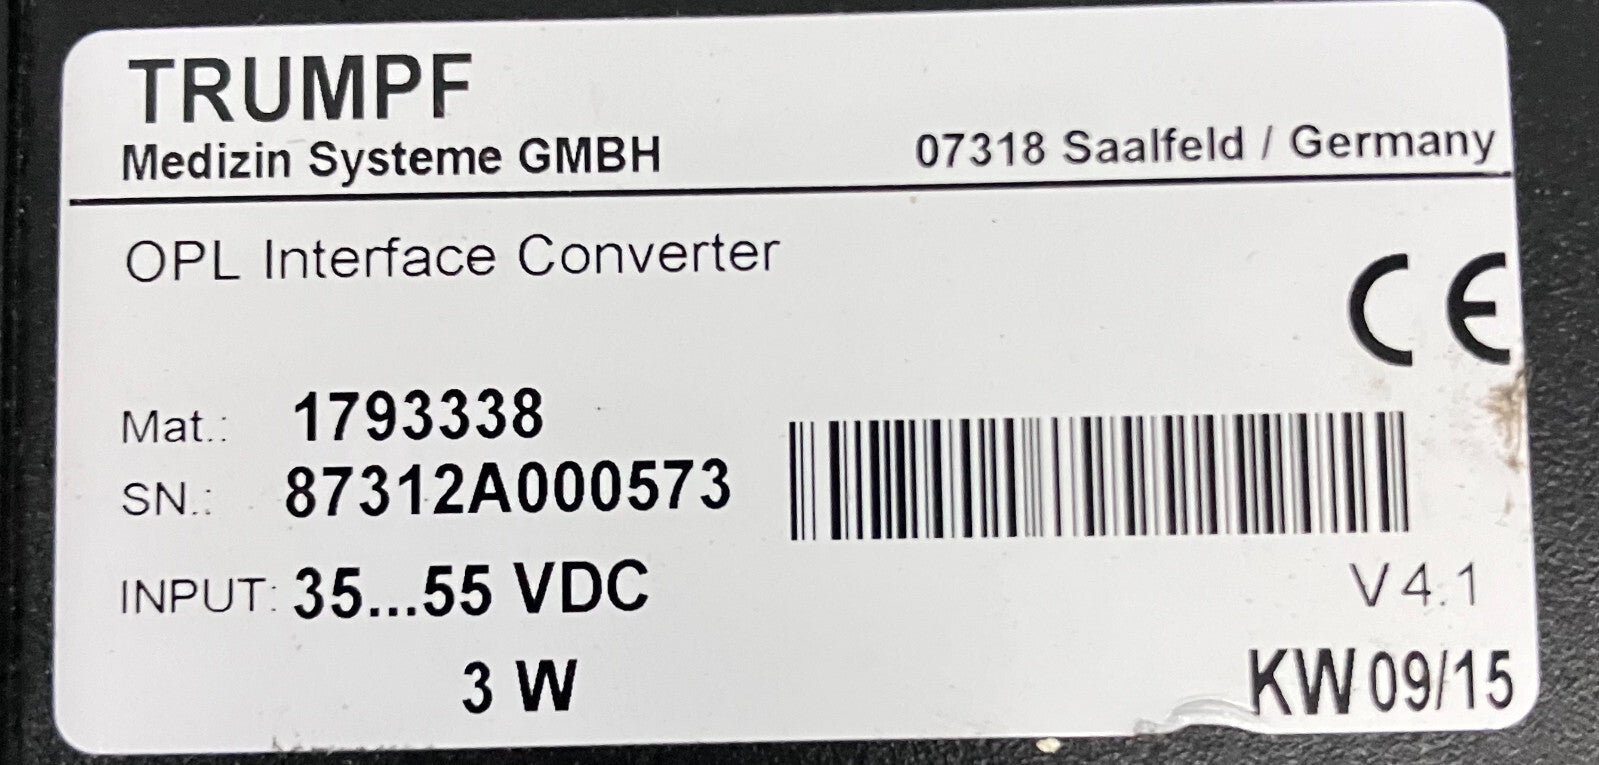 TRUMPF
Medizin Systeme GMBH
07318 Saalfeld / Germany
OPL Interface Converter
CE
Mat.: 1793338
SN.: 87312A000573
INPUT: 35...55 VDC
V 4.1
3 W
KW 09/15